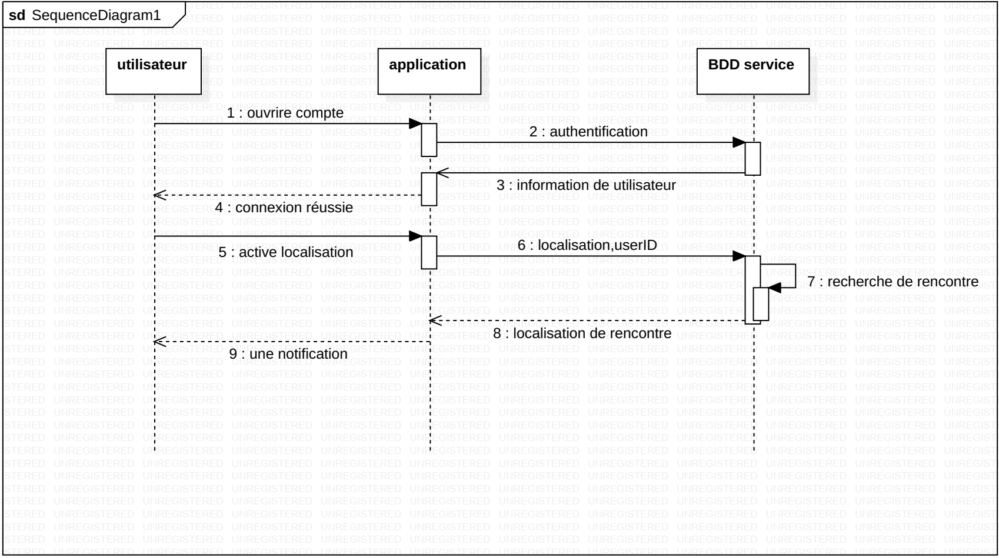 sd SequenceDiagram1
utilisateur
application
BDD service
1 : ouvrire compte
2 : authentification
3 : information de utilisateur
4 : connexion réussie
5 : active localisation
6 : localisation,userID
7 : recherche de rencontre
8 : localisation de rencontre
9 : une notification
UNREGISTERED